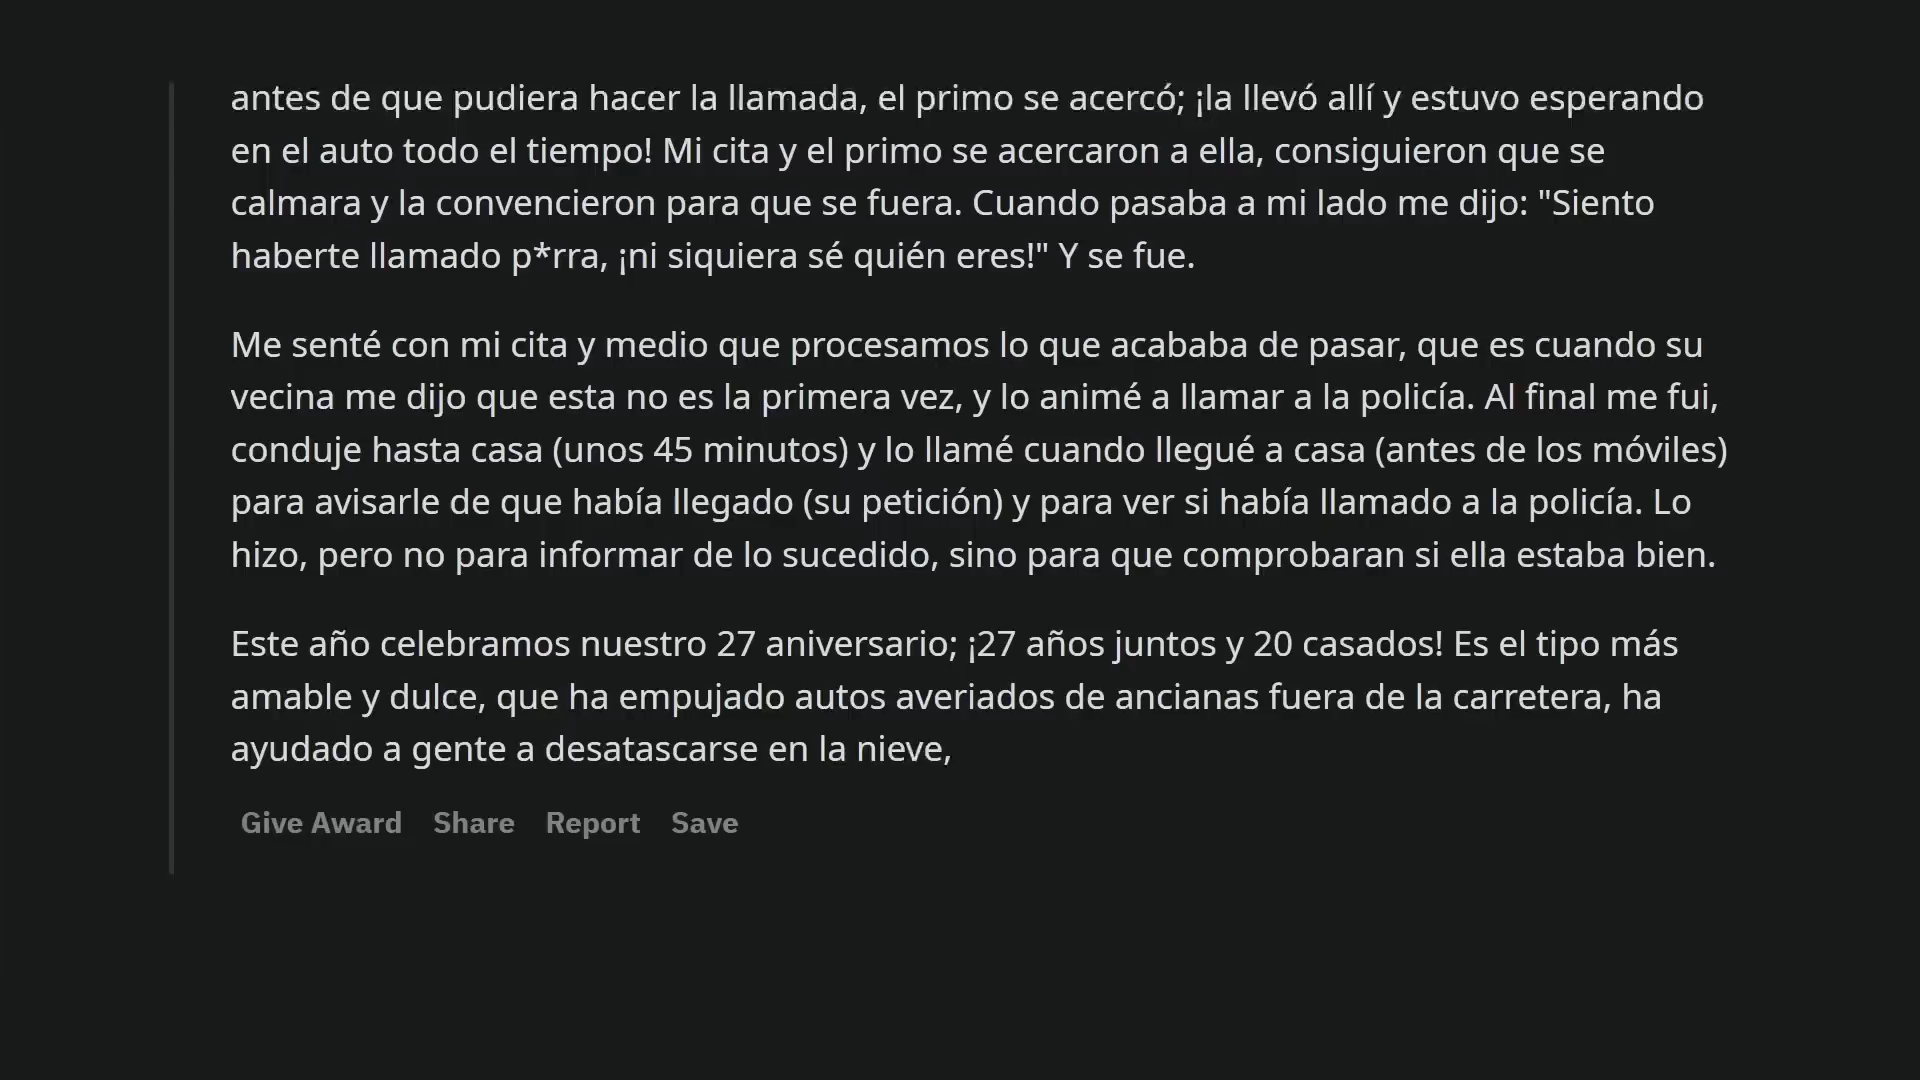 antes de que pudiera hacer la llamada, el primo se acercó; ¡la llevó allí y estuvo esperando
en el auto todo el tiempo! Mi cita y el primo se acercaron a ella, consiguieron que se
calmara y la convencieron para que se fuera. Cuando pasaba a mi lado me dijo: "Siento
haberte llamado p*rra, ¡ni siquiera sé quién eres!" Y se fue.
Me senté con mi cita y medio que procesamos lo que acababa de pasar, que es cuando su
vecina me dijo que esta no es la primera vez, y lo animé a llamar a la policía. Al final me fui,
conduje hasta casa (unos 45 minutos) y lo llamé cuando llegué a casa (antes de los móviles)
para avisarle de que había llegado (su petición) y para ver si había llamado a la policía. Lo
hizo, pero no para informar de lo sucedido, sino para que comprobaran si ella estaba bien.
Este año celebramos nuestro 27 aniversario; ¡27 años juntos y 20 casados! Es el tipo más
amable y dulce, que ha empujado autos averiados de ancianas fuera de la carretera, ha
ayudado a gente a desatascarse en la nieve,
Give Award Share Report Save